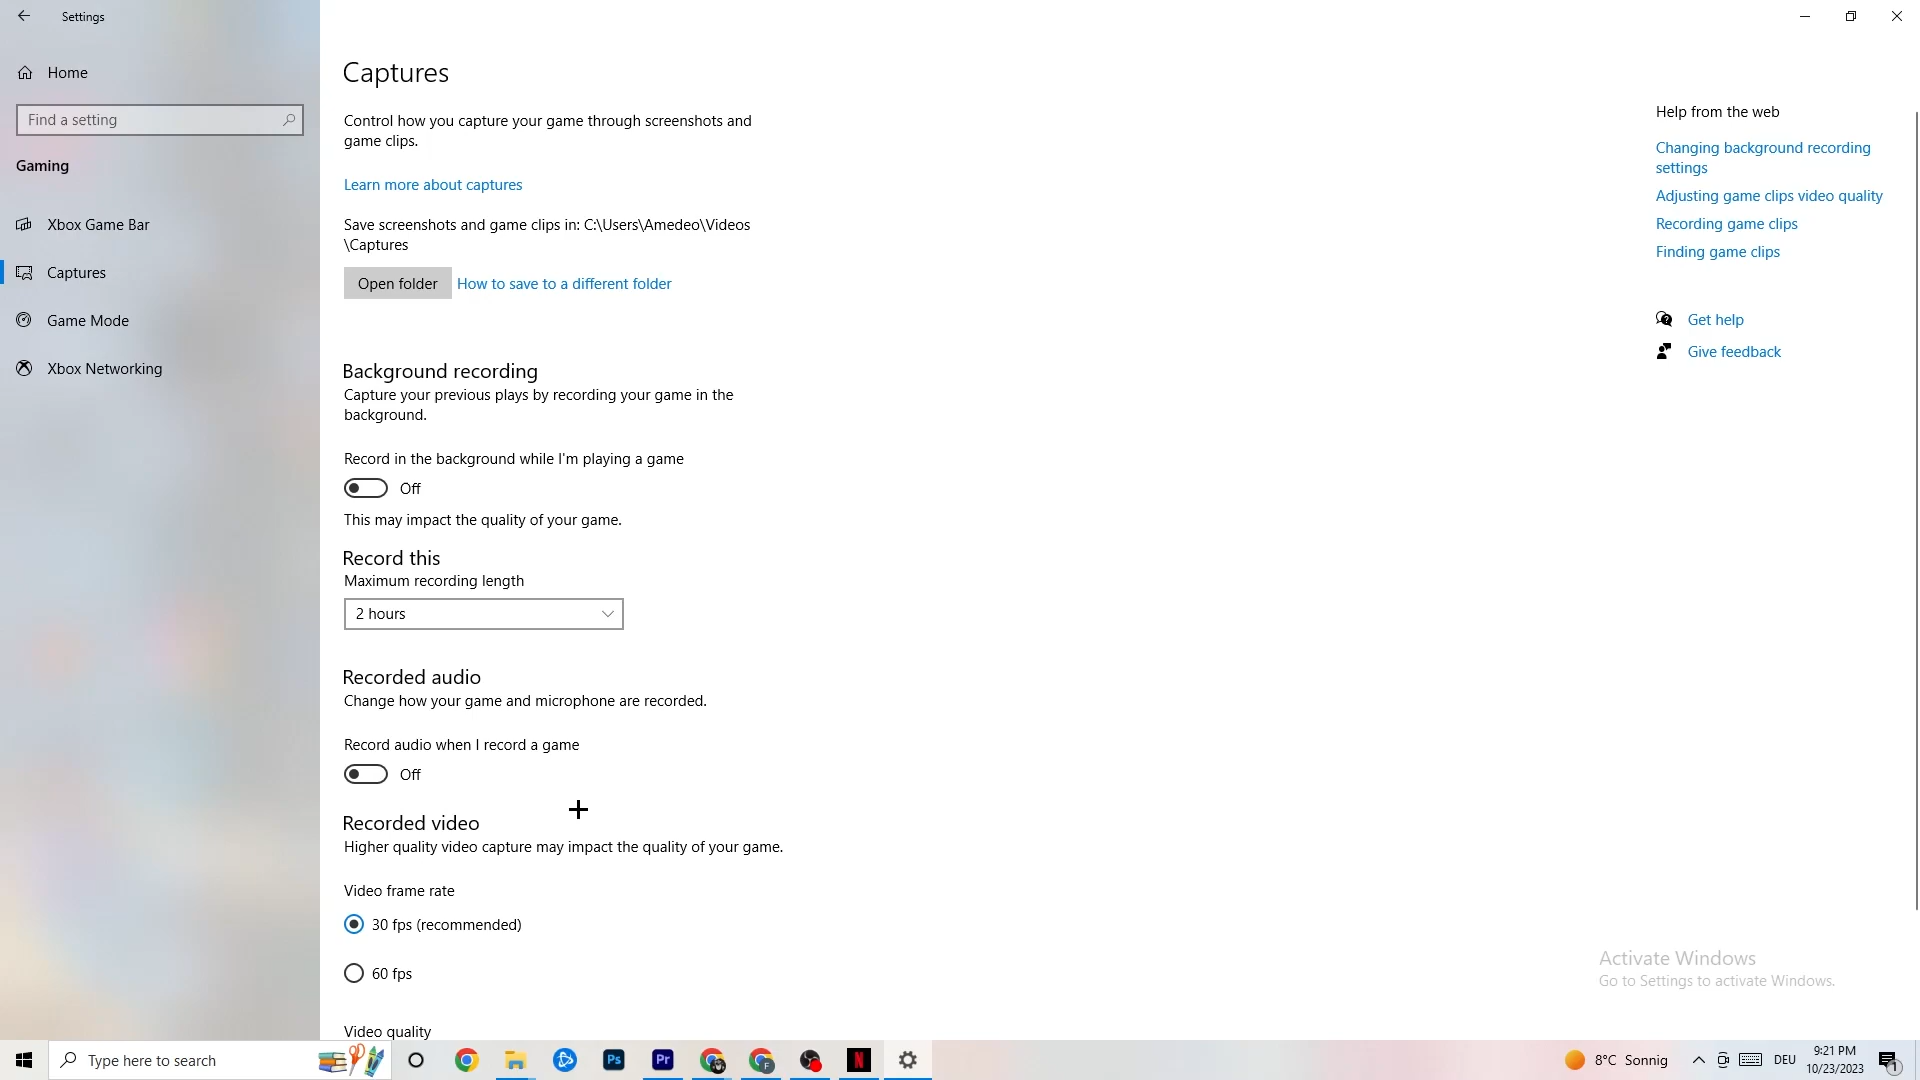 Settings
Home
Find a setting
Gaming
Xbox Game Bar
Captures
Game Mode
Xbox Networking
Captures
Control how you capture your game through screenshots and
game clips.
Learn more about captures
Save screenshots and game clips in: C:\Users\Amedeo\Videos
\Captures
Open folder
How to save to a different folder
Background recording
Capture your previous plays by recording your game in the
background.
Record in the background while I'm playing a game
Off
This may impact the quality of your game.
Record this
Maximum recording length
2 hours
Recorded audio
Change how your game and microphone are recorded.
Record audio when I record a game
Off
Recorded video
Higher quality video capture may impact the quality of your game.
Video frame rate
30 fps (recommended)
60 fps
Video quality
Help from the web
Changing background recording
settings
Adjusting game clips video quality
Recording game clips
Finding game clips
Get help
Give feedback
Activate Windows
Go to Settings to activate Windows.
Type here to search
Ps
Pr
F
N
8°C Sonnig
DEU
9:21 PM
10/23/2023
1